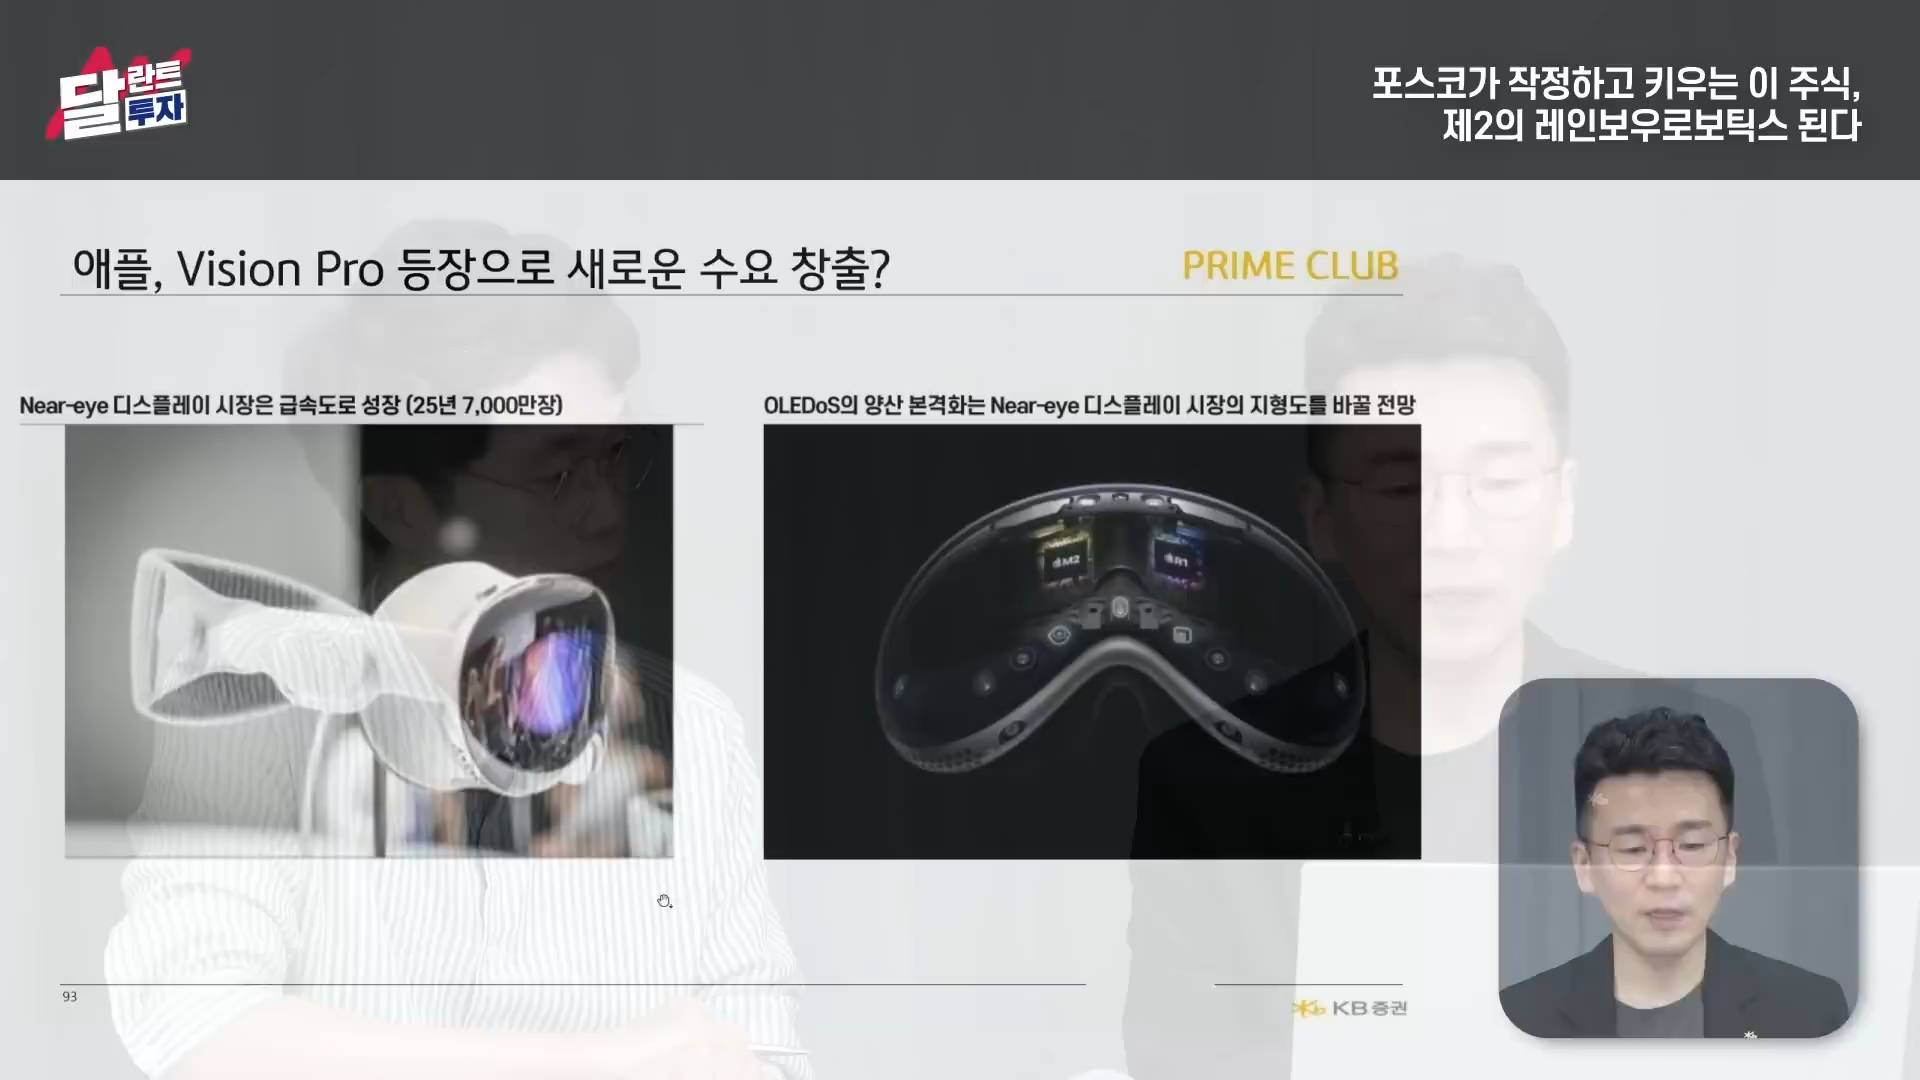 달란트
투자
포스코가 작정하고 키우는 이 주식,
제2의 레인보우로보틱스 된다
애플, Vision Pro 등장으로 새로운 수요 창출?
PRIME CLUB
Near-eye 디스플레이 시장은 급속도로 성장 (25년 7,000만장)
OLEDoS의 양산 본격화는 Near-eye 디스플레이 시장의 지형도를 바꿀 전망
M2
R1
93
KB증권